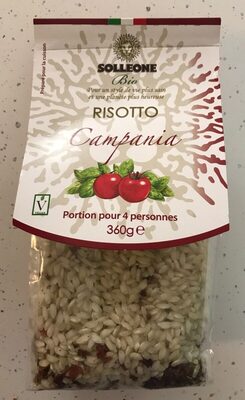 SOLLEONE
Bio
Pour un style de vie plus sain
et une planète plus heureuse
RISOTTO
Campania
Portion pour 4 personnes
360g e
V